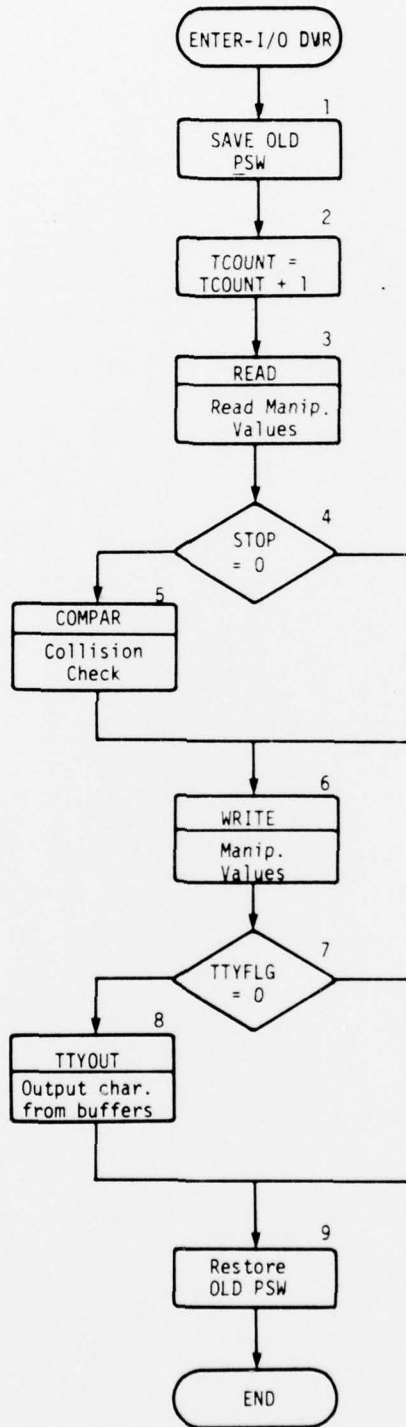 ENTER-I/O DWR
1
SAVE OLD
PSW
2
TCOUNT =
TCOUNT + 1
3
READ
Read Manip.
Values
4
STOP
= 0
5
COMPAR
Collision
Check
6
WRITE
Manip.
Values
7
TTYFLG
= 0
8
TTYOUT
Output char.
from buffers
9
Restore
OLD PSW
END